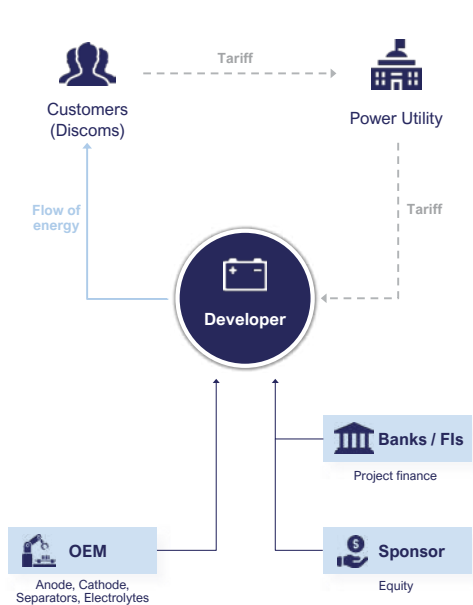 Tariff
Customers
(Discoms)
Power Utility
Flow of
energy
Tariff
Developer
Banks / FIs
Project finance
OEM
Sponsor
Anode, Cathode,
Separators, Electrolytes
Equity